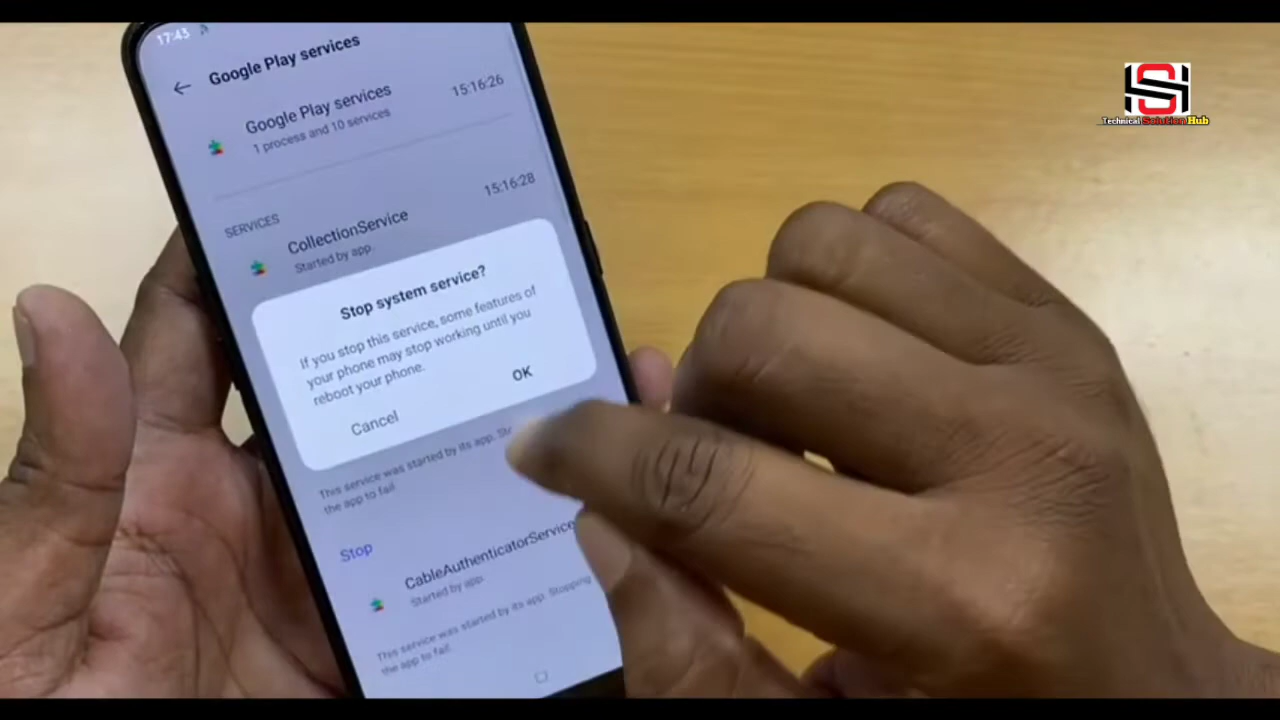 17:43
Google Play services
Google Play services
15:16:26
1 process and 10 services
SERVICES
CollectionService
15:16:28
Started by app.
Stop system service?
If you stop this service, some features of
your phone may stop working until you
reboot your phone.
Cancel
OK
This service was started by its app.
the app to fail.
Stop
CableAuthenticatorService
Started by app.
This service was started by its app. Stopping
the app to fail.
Technical Solution Hub